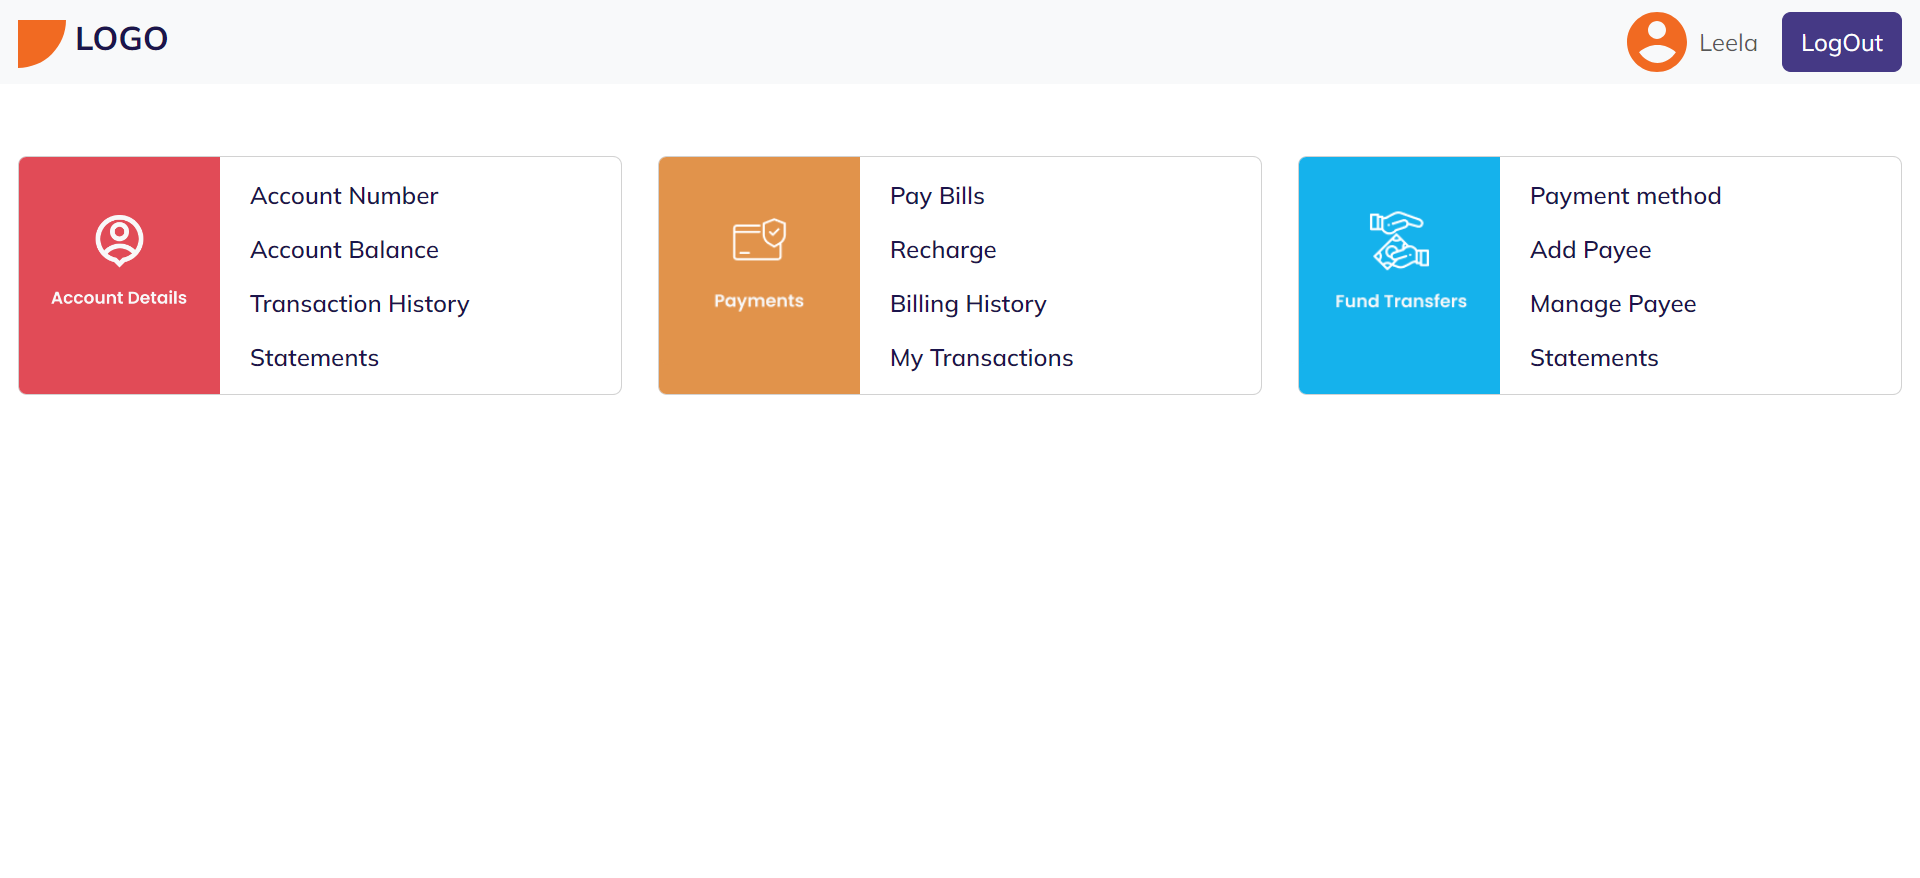 LOGO
Leela
LogOut
Account Details
Account Number
Account Balance
Transaction History
Statements
Payments
Pay Bills
Recharge
Billing History
My Transactions
Fund Transfers
Payment method
Add Payee
Manage Payee
Statements